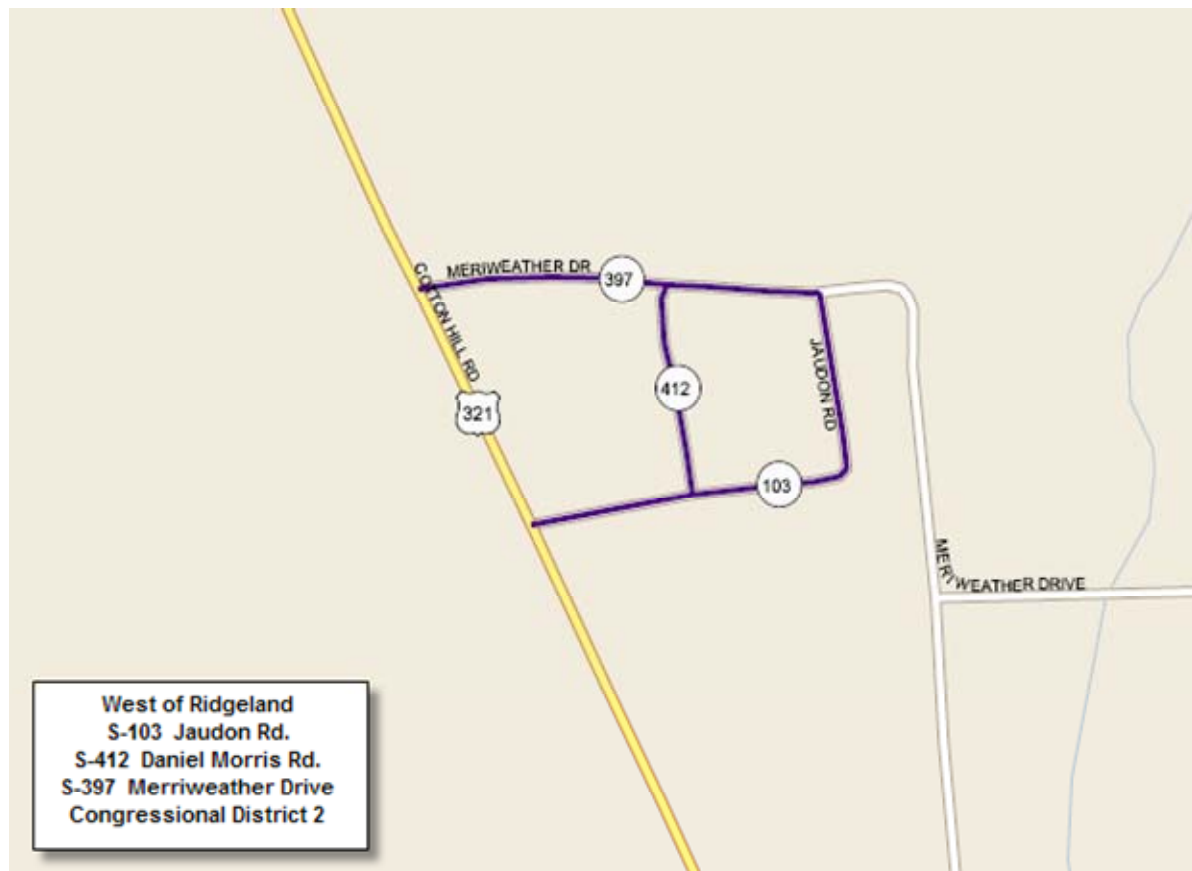 MERIWEATHER DR
397
COTTON HILL RD
412
JAUDON RD
321
103
MERIWEATHER DRIVE
West of Ridgeland
S-103 Jaudon Rd.
S-412 Daniel Morris Rd.
S-397 Merriweather Drive
Congressional District 2